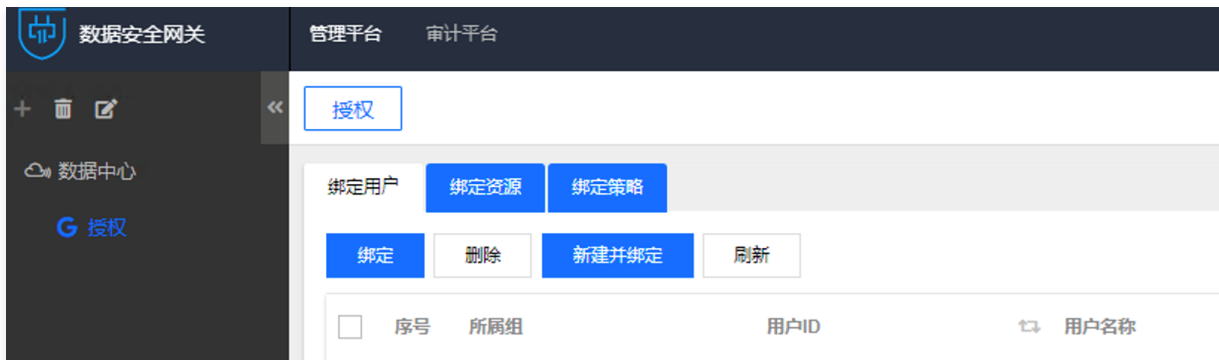 数据安全网关 管理平台 审计平台
授权
数据中心
授权
绑定用户 绑定资源 绑定策略
绑定 删除 新建并绑定 刷新
序号 所属组 用户ID 用户名称